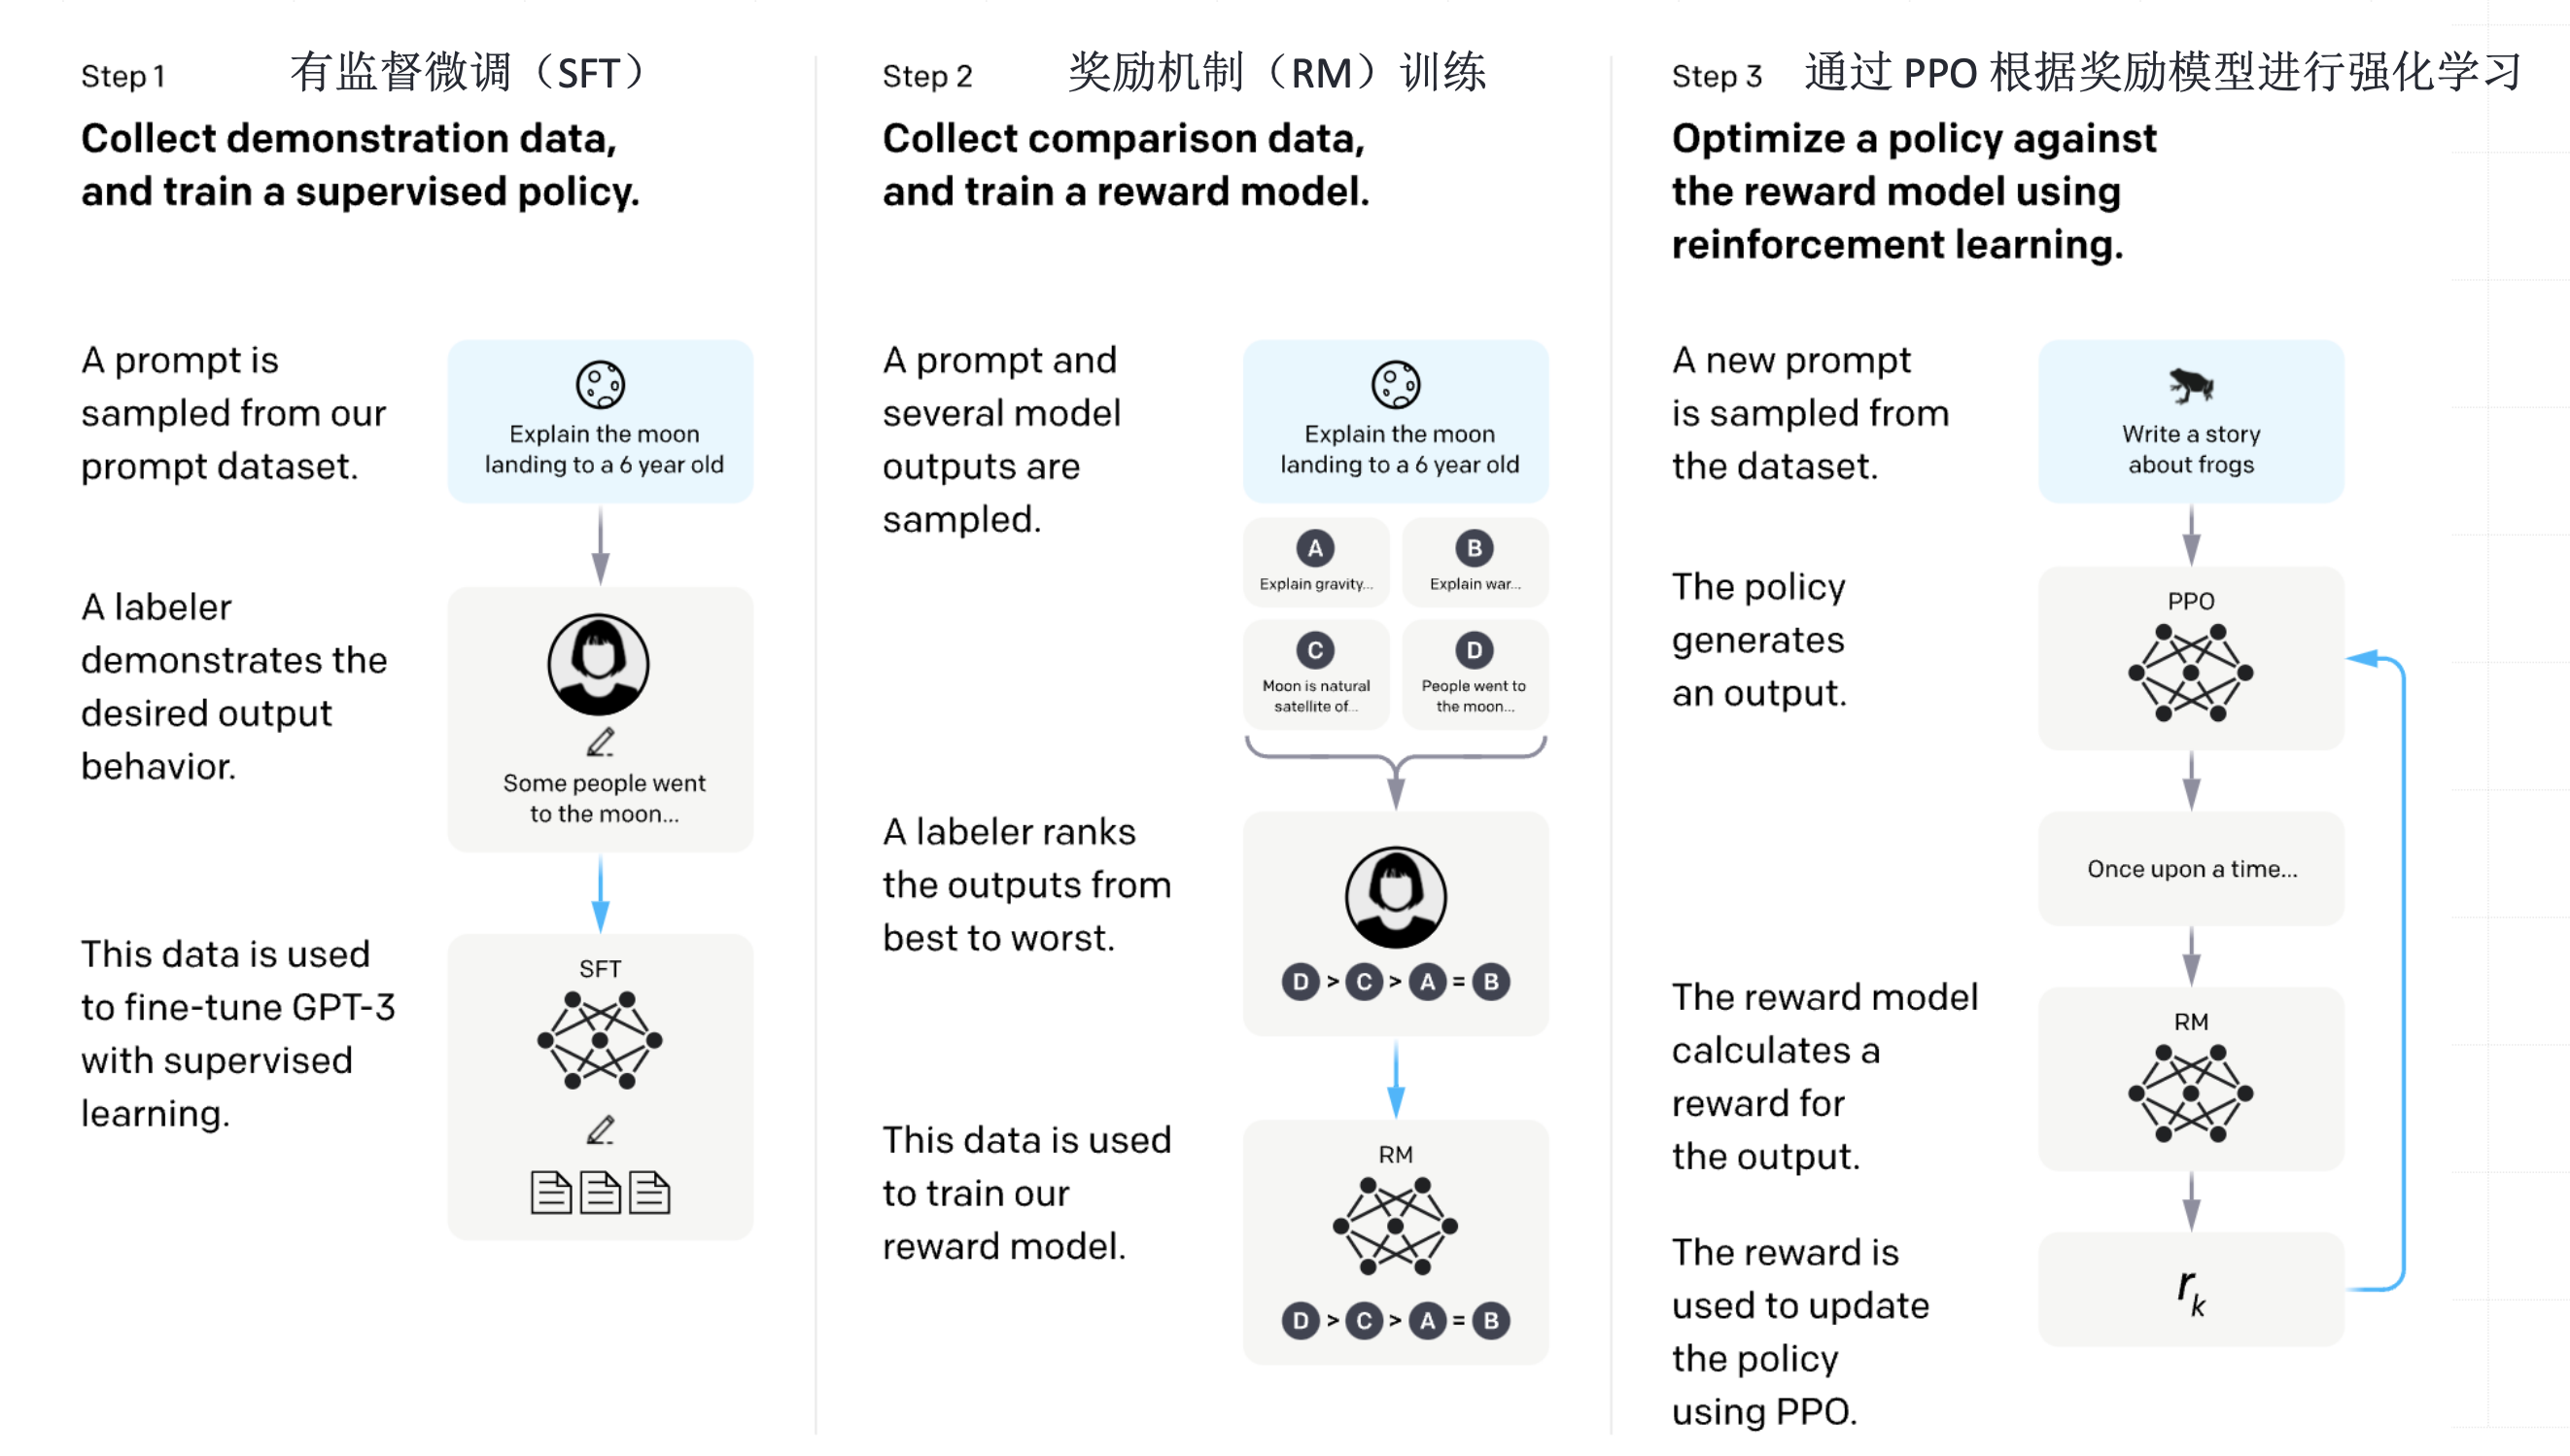 Step 1 有监督微调（SFT）
Collect demonstration data,
and train a supervised policy.
A prompt is
sampled from our
prompt dataset.
Explain the moon
landing to a 6 year old
A labeler
demonstrates the
desired output
behavior.
Some people went
to the moon...
This data is used
to fine-tune GPT-3
with supervised
learning.
SFT
Step 2 奖励机制（RM）训练
Collect comparison data,
and train a reward model.
A prompt and
several model
outputs are
sampled.
Explain the moon
landing to a 6 year old
A
Explain gravity...
B
Explain war...
C
Moon is natural
satellite of...
D
People went to
the moon...
A labeler ranks
the outputs from
best to worst.
D > C > A = B
This data is used
to train our
reward model.
RM
D > C > A = B
Step 3 通过 PPO 根据奖励模型进行强化学习
Optimize a policy against
the reward model using
reinforcement learning.
A new prompt
is sampled from
the dataset.
Write a story
about frogs
The policy
generates
an output.
PPO
Once upon a time...
The reward model
calculates a
reward for
the output.
RM
The reward is
used to update
the policy
using PPO.
r_k